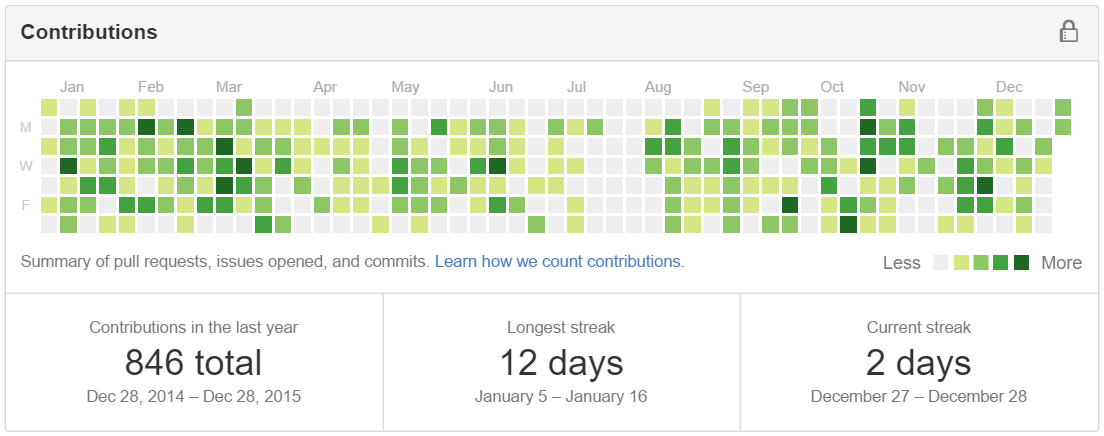 Contributions
Jan Feb Mar Apr May Jun Jul Aug Sep Oct Nov Dec
M
W
F
Summary of pull requests, issues opened, and commits. Learn how we count contributions.
Less More
Contributions in the last year
846 total
Dec 28, 2014 – Dec 28, 2015
Longest streak
12 days
January 5 – January 16
Current streak
2 days
December 27 – December 28